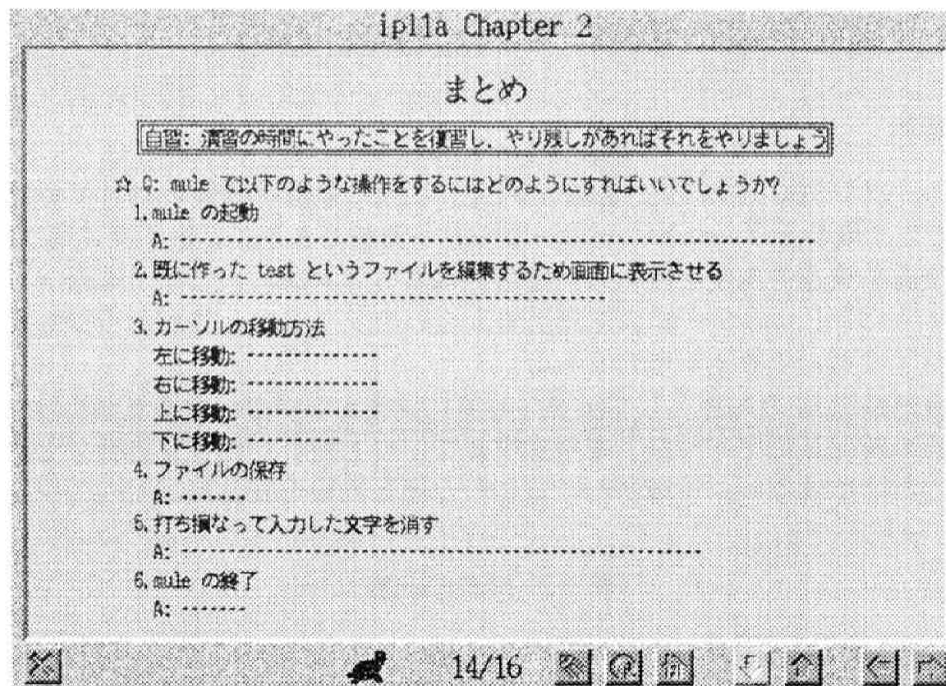 ipl1a Chapter 2
まとめ
自習: 演習の時間にやったことを復習し、やり残しがあればそれをやりましょう
☆ Q: mule で以下のような操作をするにはどのようにすればいいでしょうか?
1. mule の起動
A: ----------------------------------------------------------------
2. 既に作った test というファイルを編集するため画面に表示させる
A: -------------------------------------------
3. カーソルの移動方法
左に移動: -------------
右に移動: -------------
上に移動: -------------
下に移動: ----------
4. ファイルの保存
A: -------
5. 打ち損なって入力した文字を消す
A: -----------------------------------------------------
6. mule の終了
A: -------
14/16